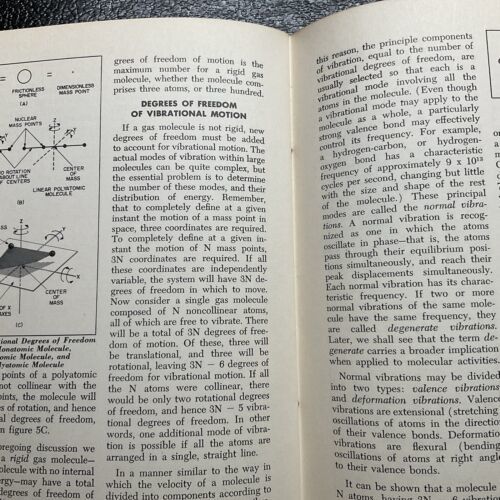 FRICTIONLESS
SPHERE
DIMENSIONLESS
MASS POINT
(A)
NUCLEAR
MASS POINTS
ROTATION
ABOUT LINE
OF CENTERS
CENTER
OF
MASS
LINEAR POLYATOMIC
MOLECULE
(B)
(C)
OF X
AXES
CENTER
OF MASS
ional Degrees of Freedom
Monatomic Molecule,
omic Molecule, and
lyatomic Molecule
points of a polyatomic
not collinear with the
points, the molecule will
es of rotation, and hence
otal degrees of freedom,
n figure 5C.
oregoing discussion we
a rigid gas molecule—
molecule with no internal
ergy—may have a total
degrees of freedom of
grees of freedom of motion is the
maximum number for a rigid gas
molecule, whether the molecule com-
prises three atoms, or three hundred.
DEGREES OF FREEDOM
OF VIBRATIONAL MOTION
If a gas molecule is not rigid, new
degrees of freedom must be added
to account for vibrational motion. The
actual modes of vibration within large
molecules can be quite complex, but
the essential problem is to determine
the number of these modes, and their
distribution of energy. Remember,
that to completely define at a given
instant the motion of a mass point in
space, three coordinates are required.
To completely define at a given in-
stant the motion of N mass points,
3N coordinates are required. If all
these coordinates are independently
variable, the system will have 3N de-
grees of freedom in which to move.
Now consider a single gas molecule
composed of N noncollinear atoms,
all of which are free to vibrate. There
will be a total of 3N degrees of free-
dom of motion. Of these, three will
be translational, and three will be
rotational, leaving 3N − 6 degrees of
freedom for vibrational motion. If all
the N atoms were collinear, there
would be only two rotational degrees
of freedom, and hence 3N − 5 vibra-
tional degrees of freedom. In other
words, one additional mode of vibra-
tion is possible if all the atoms are
arranged in a single, straight line.
In a manner similar to the way in
which the velocity of a molecule is
divided into components according to
this reason, the principle components
of vibration, equal to the number of
vibrational degrees of freedom, are
usually selected so that each is a
vibrational mode involving all the
atoms in the molecule. (Even though
a vibrational mode may apply to the
molecule as a whole, a particularly
strong valence bond may effectively
control its frequency. For example,
a hydrogen-carbon, or hydrogen-
oxygen bond has a characteristic
frequency of approximately 9 x 10¹³
cycles per second, changing but little
with the size and shape of the rest
of the molecule.) These principal
modes are called the normal vibra-
tions. A normal vibration is recog-
nized as one in which the atoms
oscillate in phase—that is, the atoms
pass through their equilibrium posi-
tions simultaneously, and reach their
peak displacements simultaneously.
Each normal vibration has its charac-
teristic frequency. If two or more
normal vibrations of the same mole-
cule have the same frequency, they
are called degenerate vibrations.
Later, we shall see that the term de-
generate carries a broader implication
when applied to molecular activities.
Normal vibrations may be divided
into two types: valence vibrations
and deformation vibrations. Valence
vibrations are extensional (stretching
oscillations of atoms in the direction
of their valence bonds. Deformation
vibrations are flexural (bending
oscillations of atoms at right angle
to their valence bonds.
It can be shown that a molecule